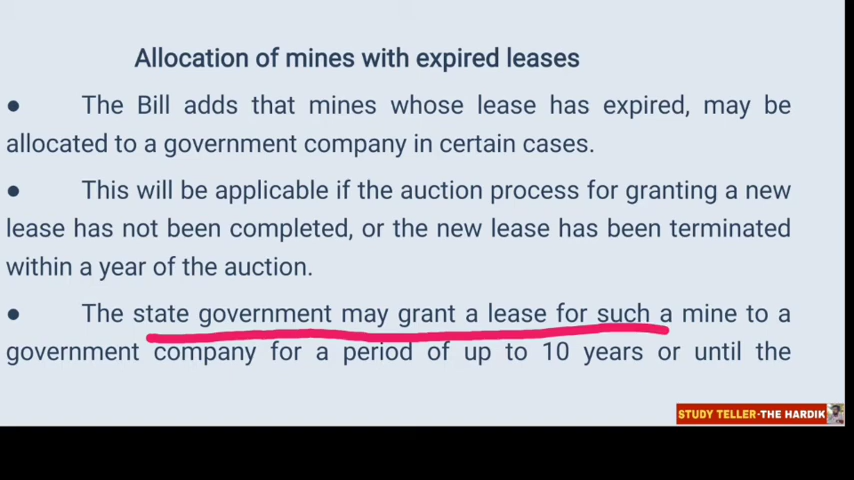 Allocation of mines with expired leases
● The Bill adds that mines whose lease has expired, may be
allocated to a government company in certain cases.
● This will be applicable if the auction process for granting a new
lease has not been completed, or the new lease has been terminated
within a year of the auction.
● The state government may grant a lease for such a mine to a
government company for a period of up to 10 years or until the
STUDY TELLER-THE HARDIK